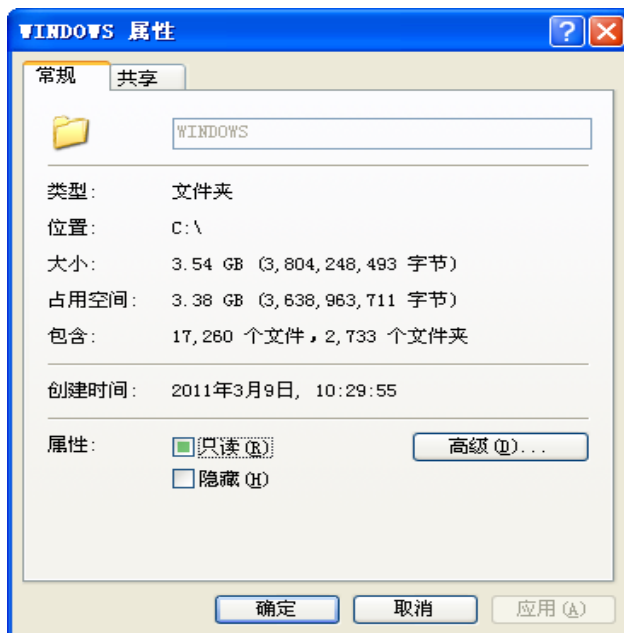 WINDOWS 属性
常规 共享
WINDOWS
类型: 文件夹
位置: C:\
大小: 3.54 GB (3,804,248,493 字节)
占用空间: 3.38 GB (3,638,963,711 字节)
包含: 17,260 个文件,2,733 个文件夹
创建时间: 2011年3月9日, 10:29:55
属性: 只读(R) 高级(D)...
隐藏(H)
确定 取消 应用(A)